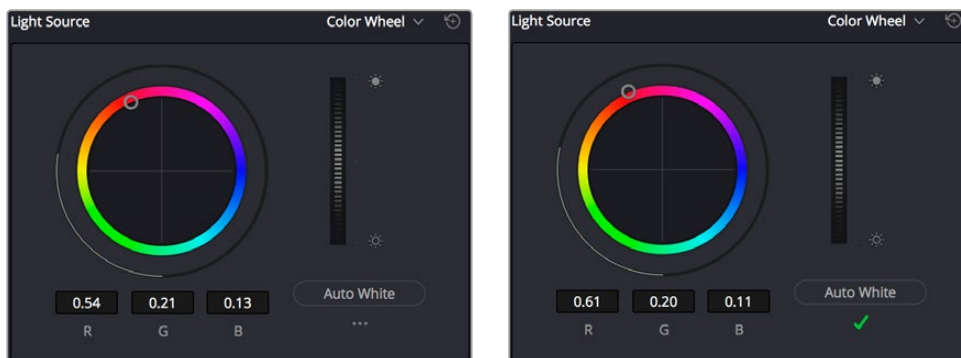 Light Source Color Wheel
Auto White
0.54 0.21 0.13
R G B
Light Source Color Wheel
Auto White
0.61 0.20 0.11
R G B